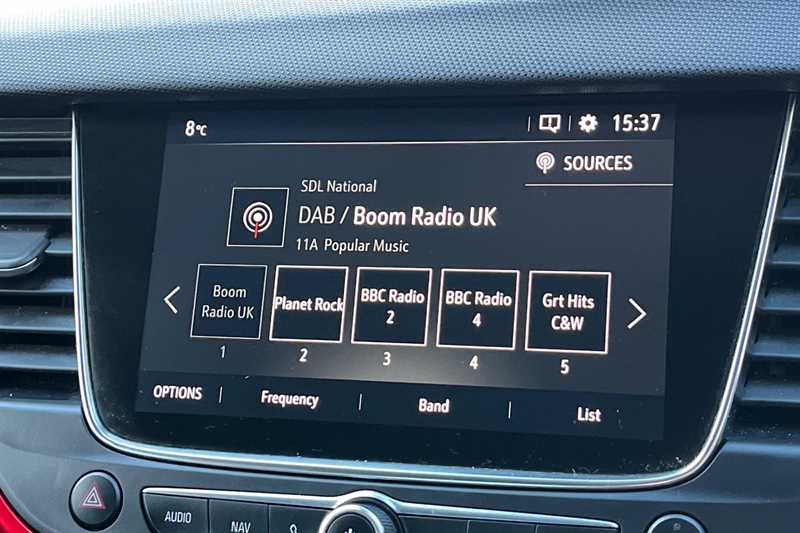 8°C
15:37
SOURCES
SDL National
DAB / Boom Radio UK
11A Popular Music
Boom
Radio UK
Planet Rock
BBC Radio
2
BBC Radio
4
Grt Hits
C&W
1
2
3
4
5
OPTIONS
Frequency
Band
List
AUDIO
NAV